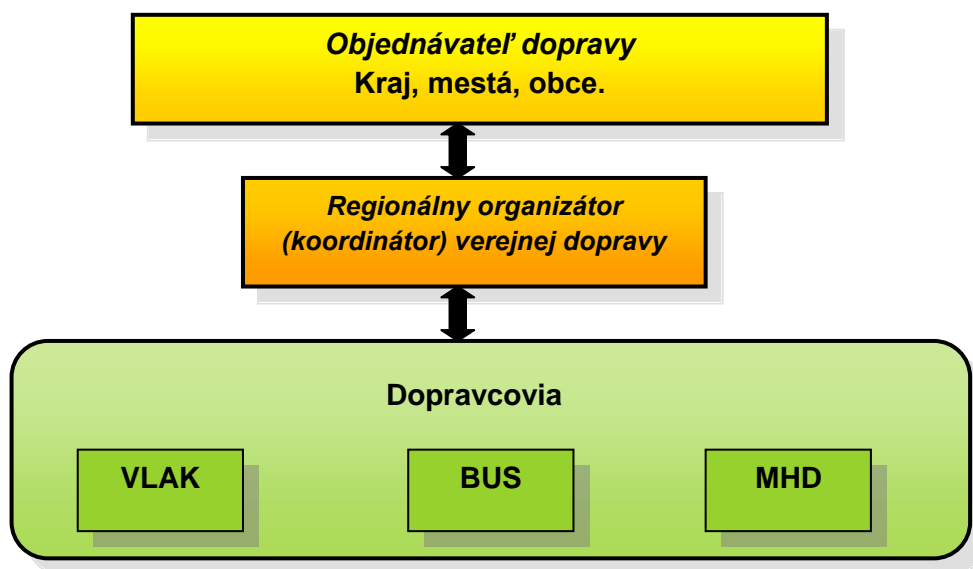 Objednávateľ dopravy
Kraj, mestá, obce.
Regionálny organizátor
(koordinátor) verejnej dopravy
Dopravcovia
VLAK
BUS
MHD